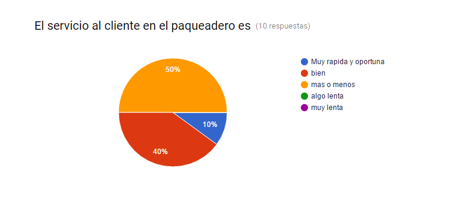 El servicio al cliente en el paqueadero es (10 respuestas)
50%
10%
40%
Muy rapida y oportuna
bien
mas o menos
algo lenta
muy lenta